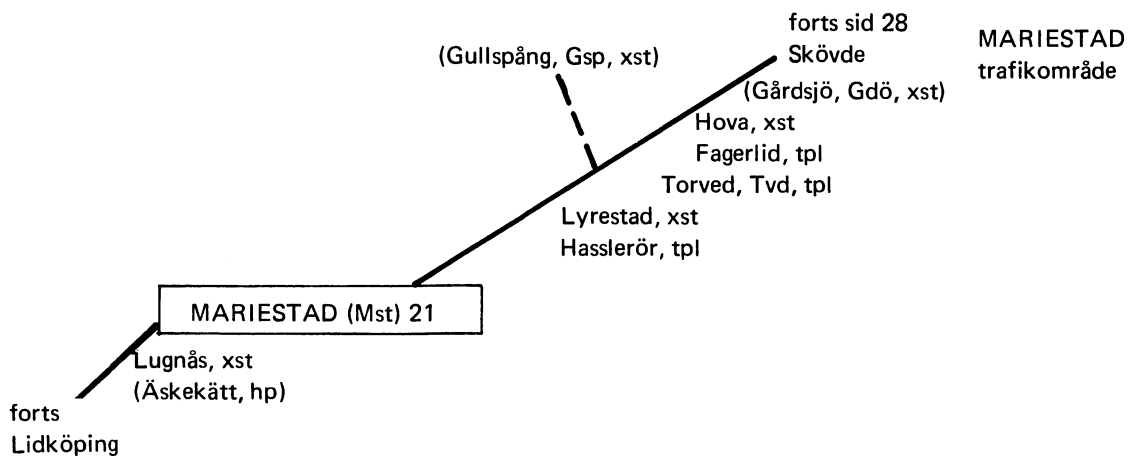 forts sid 28
Skövde
MARIESTAD
trafikområde
(Gullspång, Gsp, xst)
(Gårdsjö, Gdö, xst)
Hova, xst
Fagerlid, tpl
Torved, Tvd, tpl
Lyrestad, xst
Hasslerör, tpl
MARIESTAD (Mst) 21
Lugnås, xst
(Äskekätt, hp)
forts
Lidköping